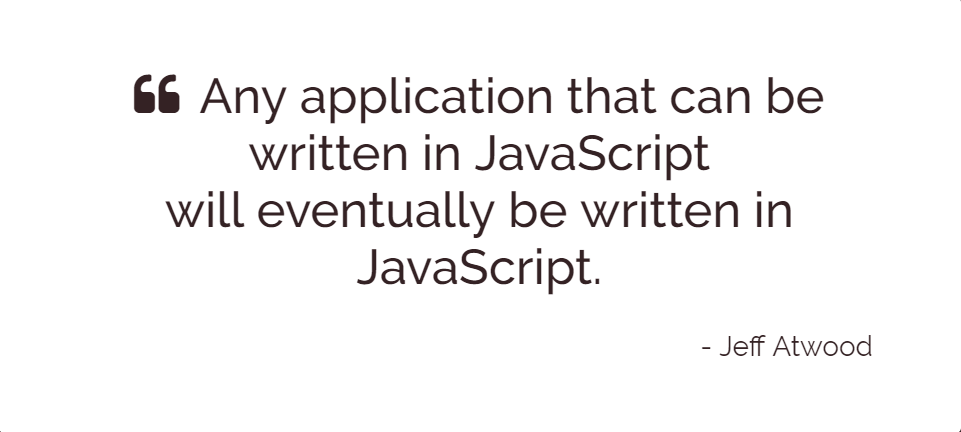 ❝ Any application that can be
written in JavaScript
will eventually be written in
JavaScript.
- Jeff Atwood